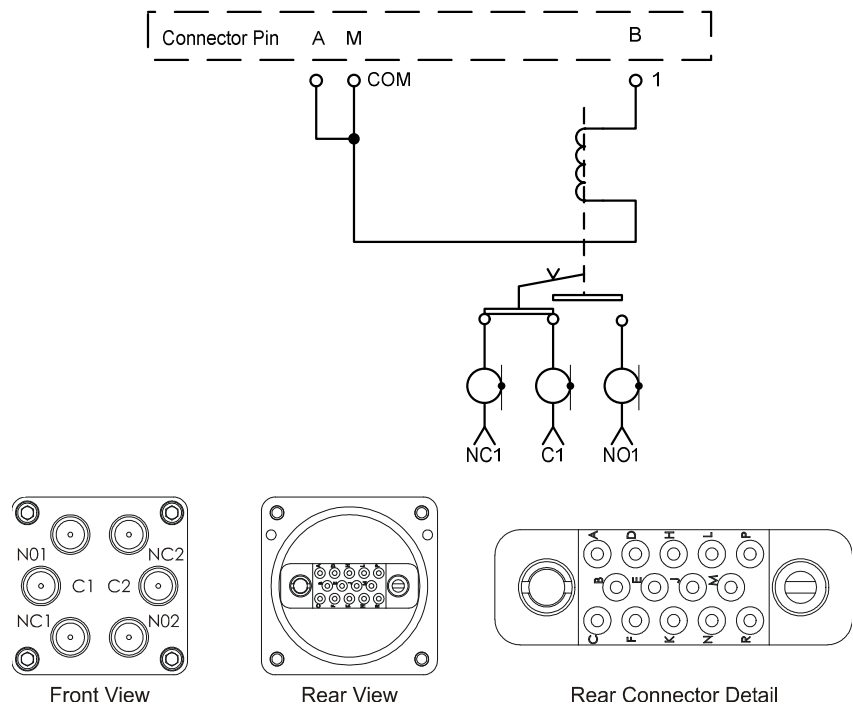 Connector Pin A M B
COM 1
NC1 C1 NO1
N01 NC2
C1 C2
NC1 N02
A D H L P
B E J M
C F K N R
Front View Rear View Rear Connector Detail